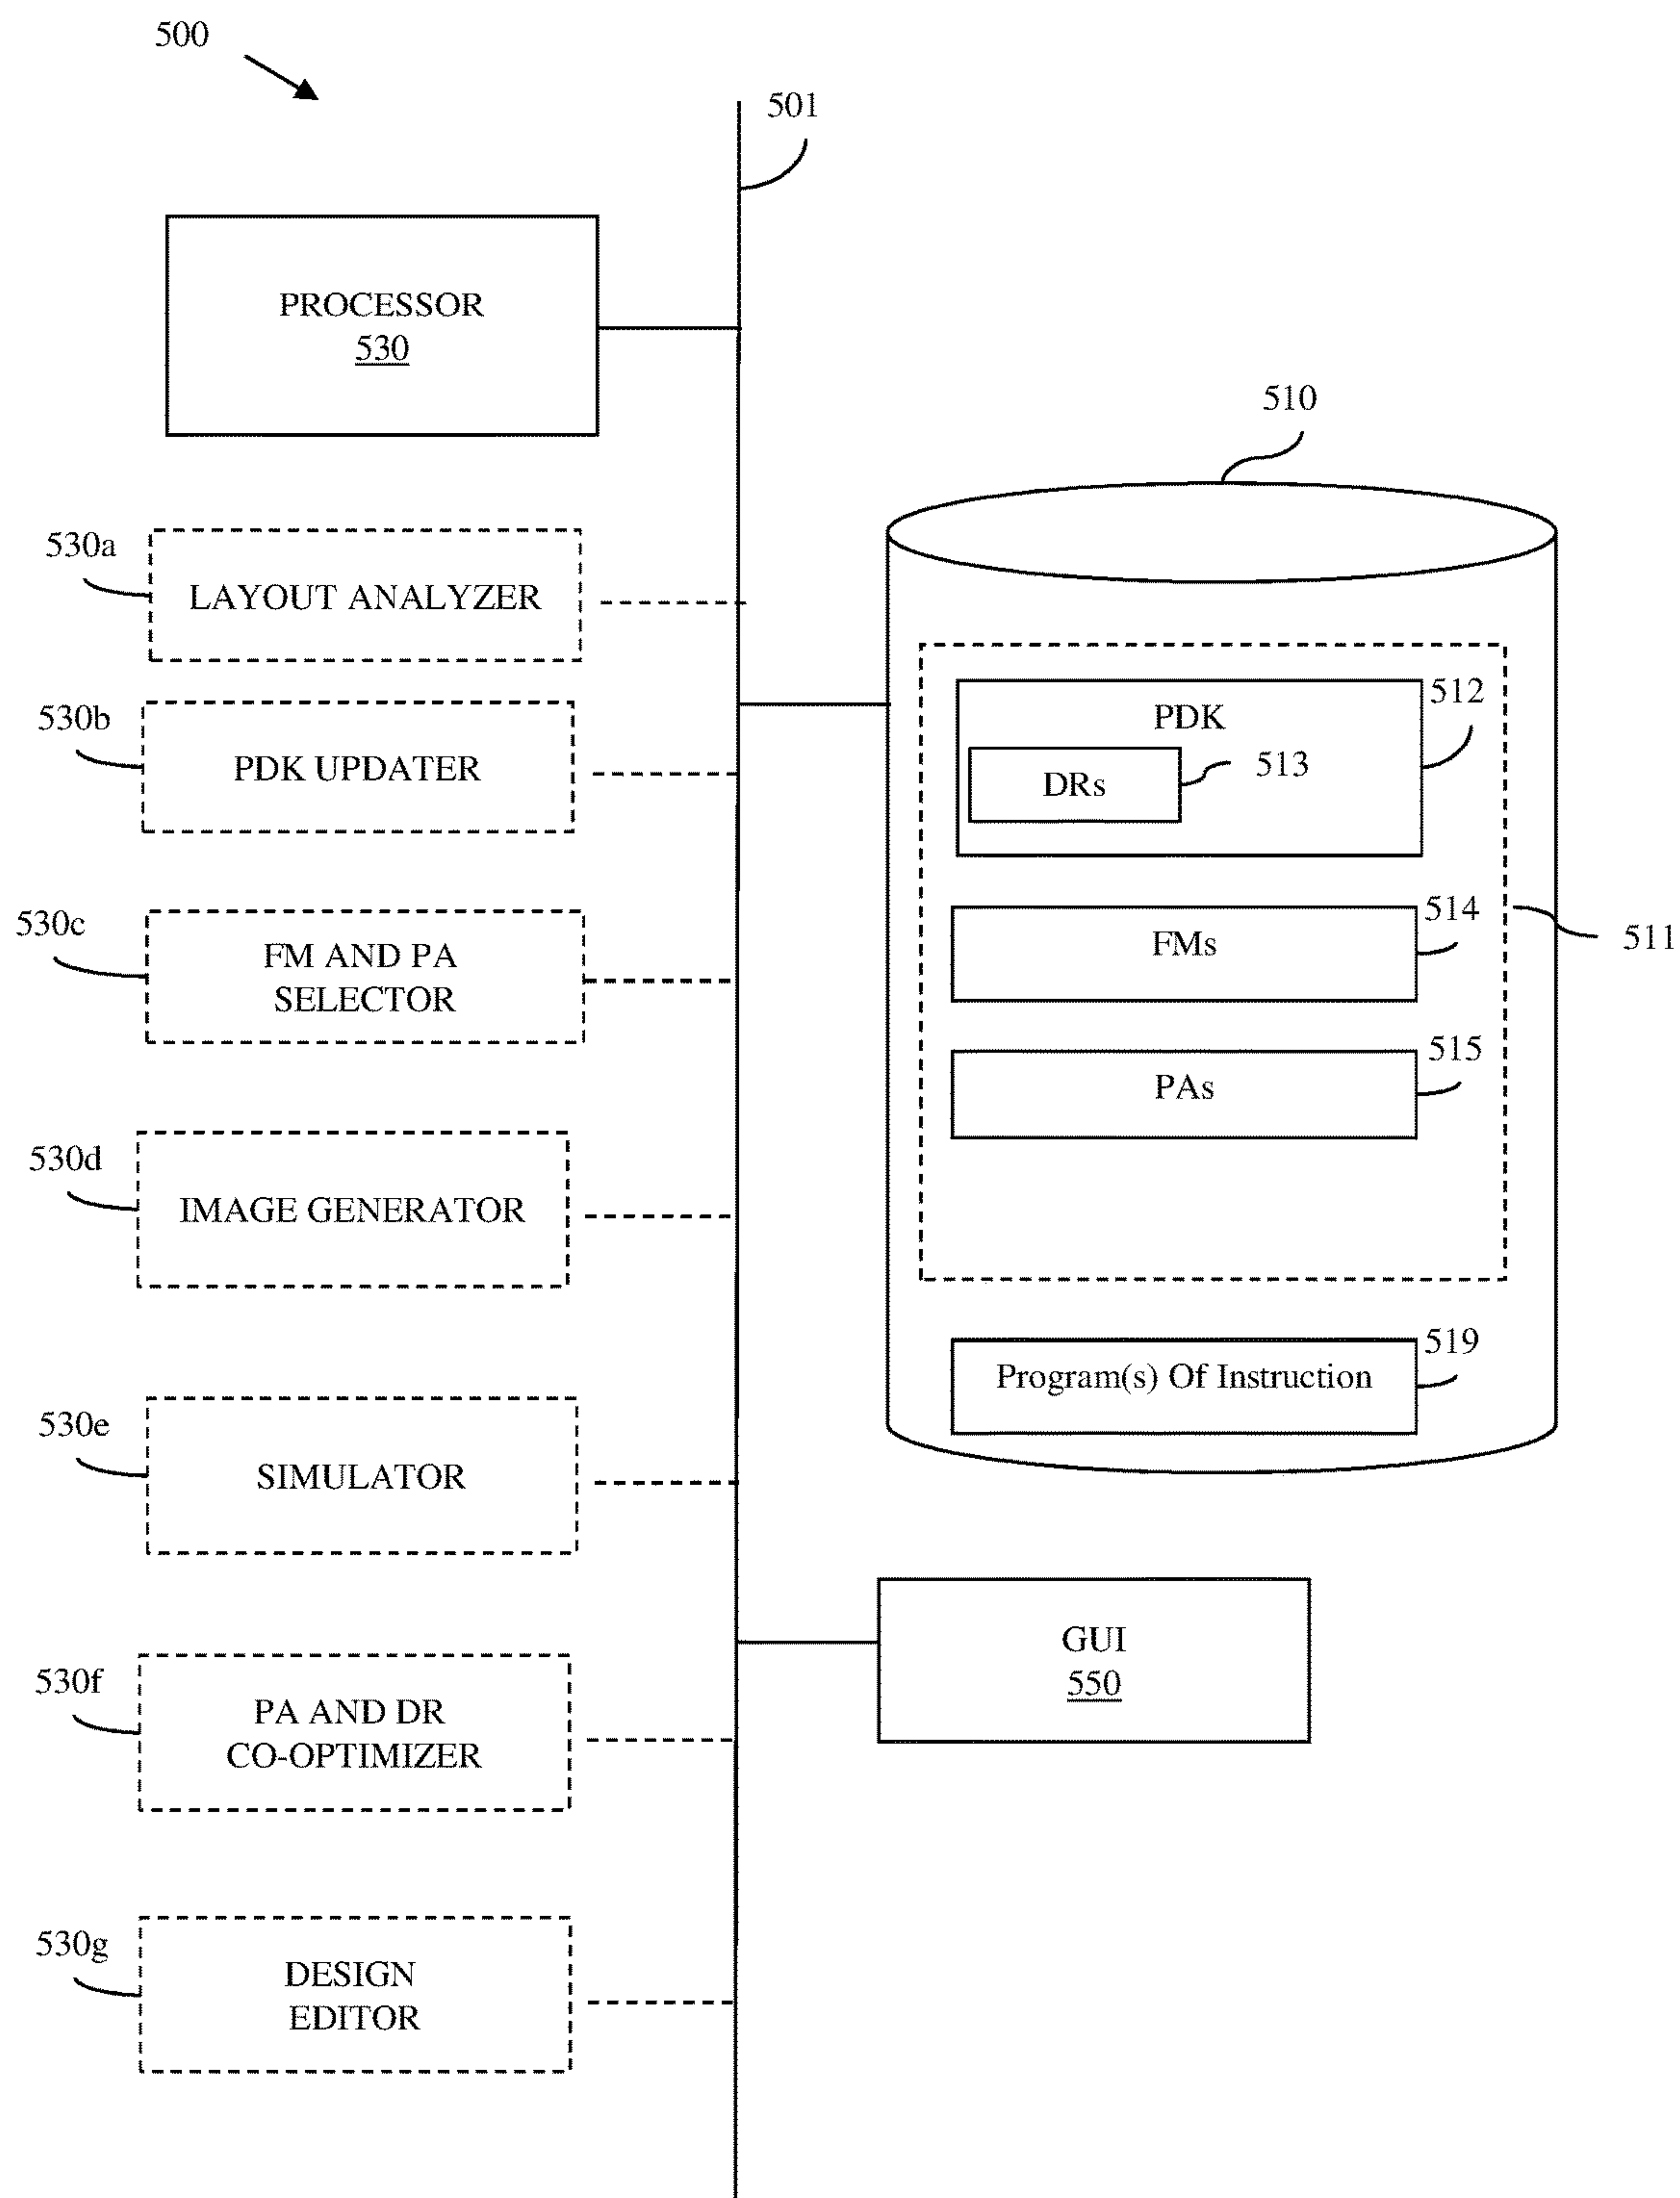 500
501
PROCESSOR
530
510
530a
LAYOUT ANALYZER
530b
PDK UPDATER
512
PDK
513
DRs
530c
FM AND PA
SELECTOR
514
FMs
511
515
PAs
530d
IMAGE GENERATOR
519
Program(s) Of Instruction
530e
SIMULATOR
GUI
550
530f
PA AND DR
CO-OPTIMIZER
530g
DESIGN
EDITOR